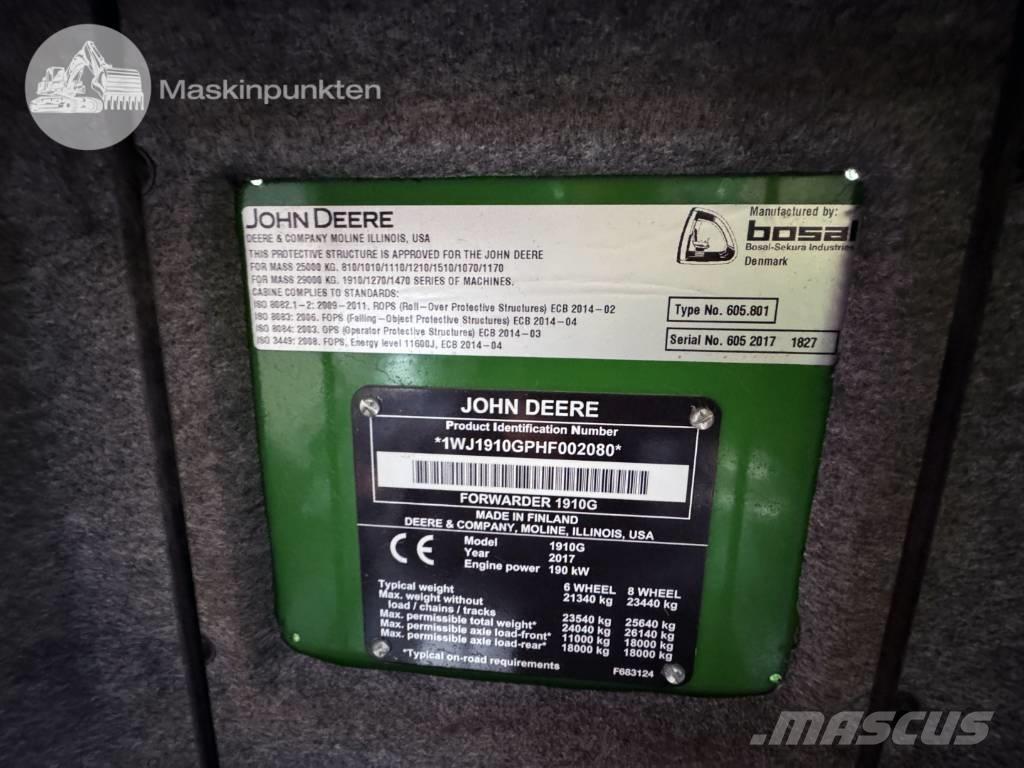 Maskinpunkten
JOHN DEERE
DEERE & COMPANY MOLINE ILLINOIS, USA
THIS PROTECTIVE STRUCTURE IS APPROVED FOR THE JOHN DEERE
FOR MASS 25000 KG. 810/1010/1110/1210/1510/1070/1170
FOR MASS 29000 KG. 1910/1270/1470 SERIES OF MACHINES.
CABINE COMPLIES TO STANDARDS:
ISO 8082.1-2: 2009-2011. ROPS (Roll-Over Protective Structures) ECB 2014-02
ISO 8083: 2006. FOPS (Falling-Object Protective Structures) ECB 2014-04
ISO 8084: 2003. OPS (Operator Protective Structures) ECB 2014-03
ISO 3449: 2008. FOPS, Energy level 11600J, ECB 2014-04
Manufactured by:
bosal
Bosal-Sekura Industries
Denmark
Type No. 605.801
Serial No. 605 2017 1827
JOHN DEERE
Product Identification Number
*1WJ1910GPHF002080*
FORWARDER 1910G
MADE IN FINLAND
DEERE & COMPANY, MOLINE, ILLINOIS, USA
CE
Model 1910G
Year 2017
Engine power 190 kW
6 WHEEL 8 WHEEL
Typical weight 21340 kg 23440 kg
Max. weight without
load / chains / tracks 23540 kg 25640 kg
Max. permissible total weight* 24040 kg 26140 kg
Max. permissible axle load-front* 11000 kg 18000 kg
Max. permissible axle load-rear* 18000 kg 18000 kg
*Typical on-road requirements
F683124
MASCUS